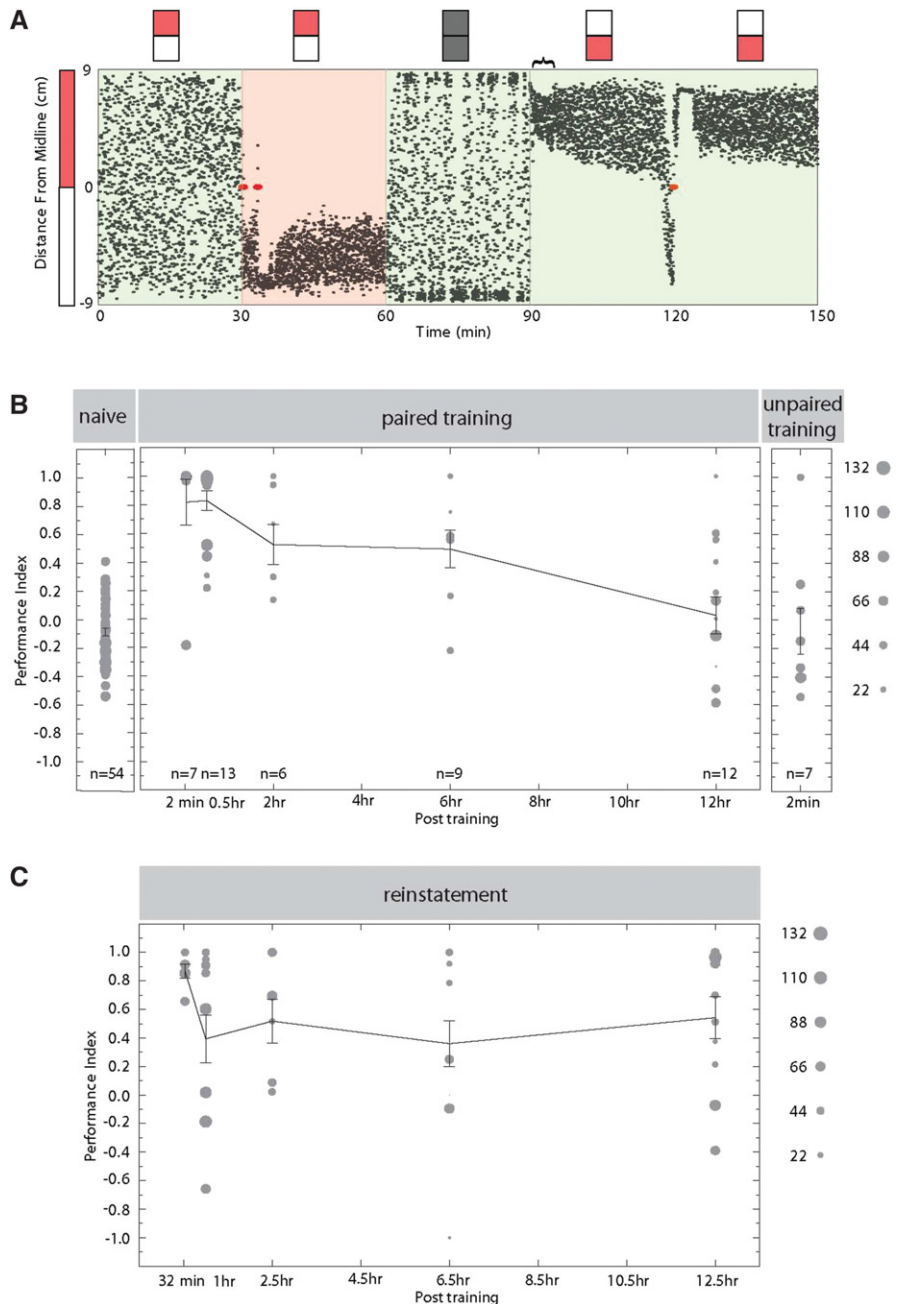 A
Distance From Midline (cm)
9
0
-9
0 30 60 90 120 150
Time (min)
B
naive
paired training
unpaired
training
Performance Index
1.0
0.8
0.6
0.4
0.2
0.0
-0.2
-0.4
-0.6
-0.8
-1.0
n=54
n=7 n=13 n=6 n=9 n=12
n=7
2 min 0.5hr 2hr 4hr 6hr 8hr 10hr 12hr
2min
Post training
132
110
88
66
44
22
C
reinstatement
Performance Index
1.0
0.8
0.6
0.4
0.2
0.0
-0.2
-0.4
-0.6
-0.8
-1.0
32 min 1hr 2.5hr 4.5hr 6.5hr 8.5hr 10.5hr 12.5hr
Post training
132
110
88
66
44
22